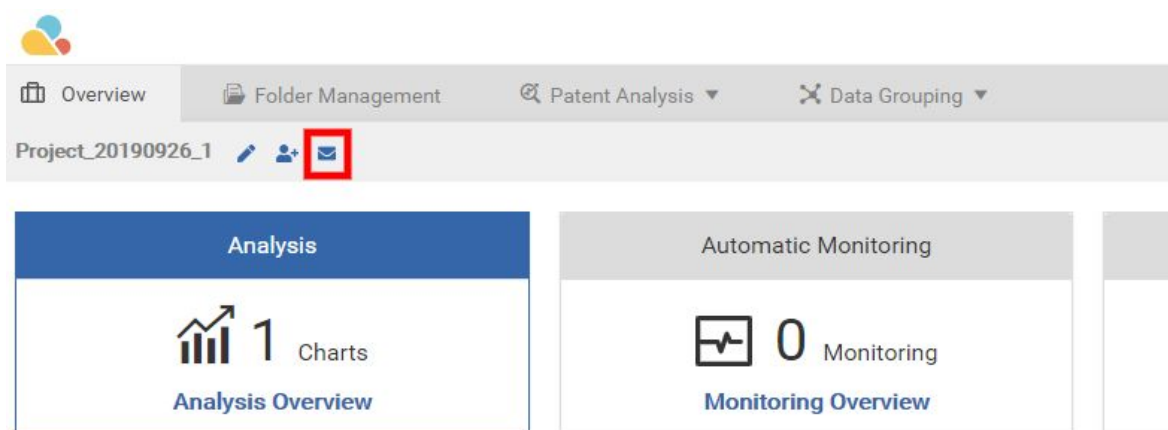 Overview Folder Management Patent Analysis Data Grouping
Project_20190926_1
Analysis Automatic Monitoring
1 Charts 0 Monitoring
Analysis Overview Monitoring Overview